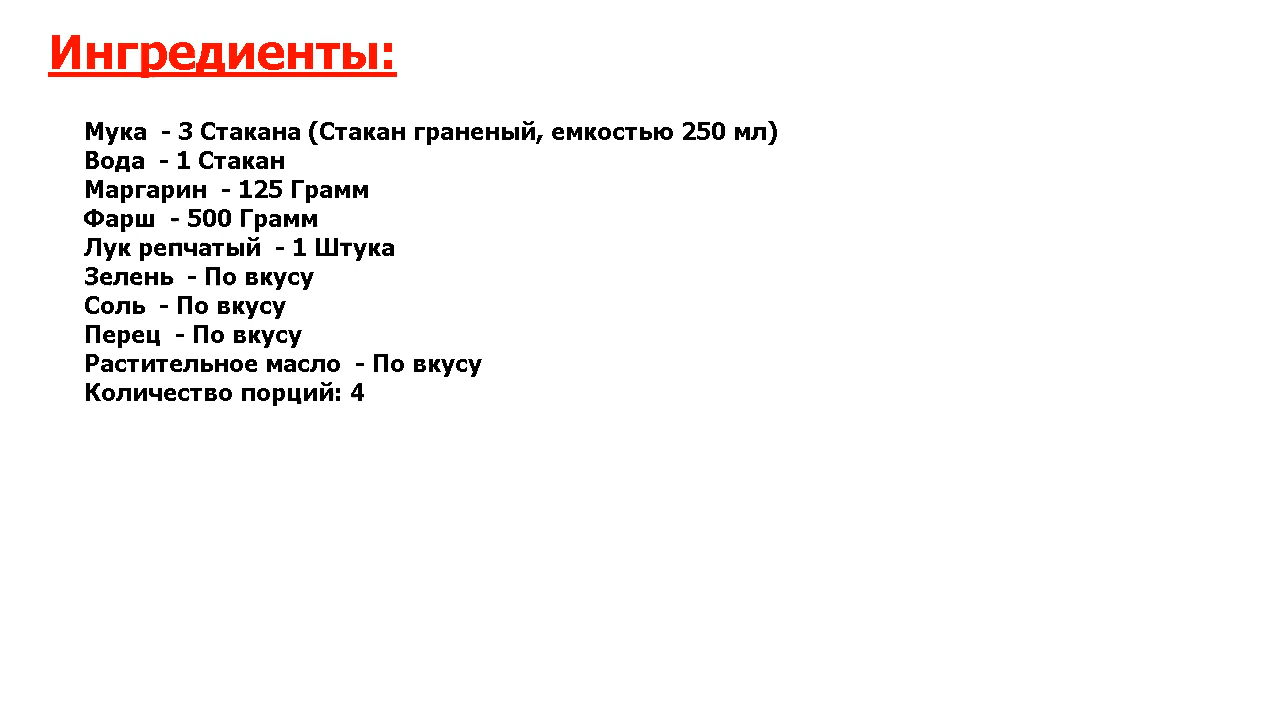 Ингредиенты:
Мука  - 3 Стакана (Стакан граненый, емкостью 250 мл)
Вода  - 1 Стакан
Маргарин  - 125 Грамм
Фарш  - 500 Грамм
Лук репчатый  - 1 Штука
Зелень  - По вкусу
Соль  - По вкусу
Перец  - По вкусу
Растительное масло  - По вкусу
Количество порций: 4